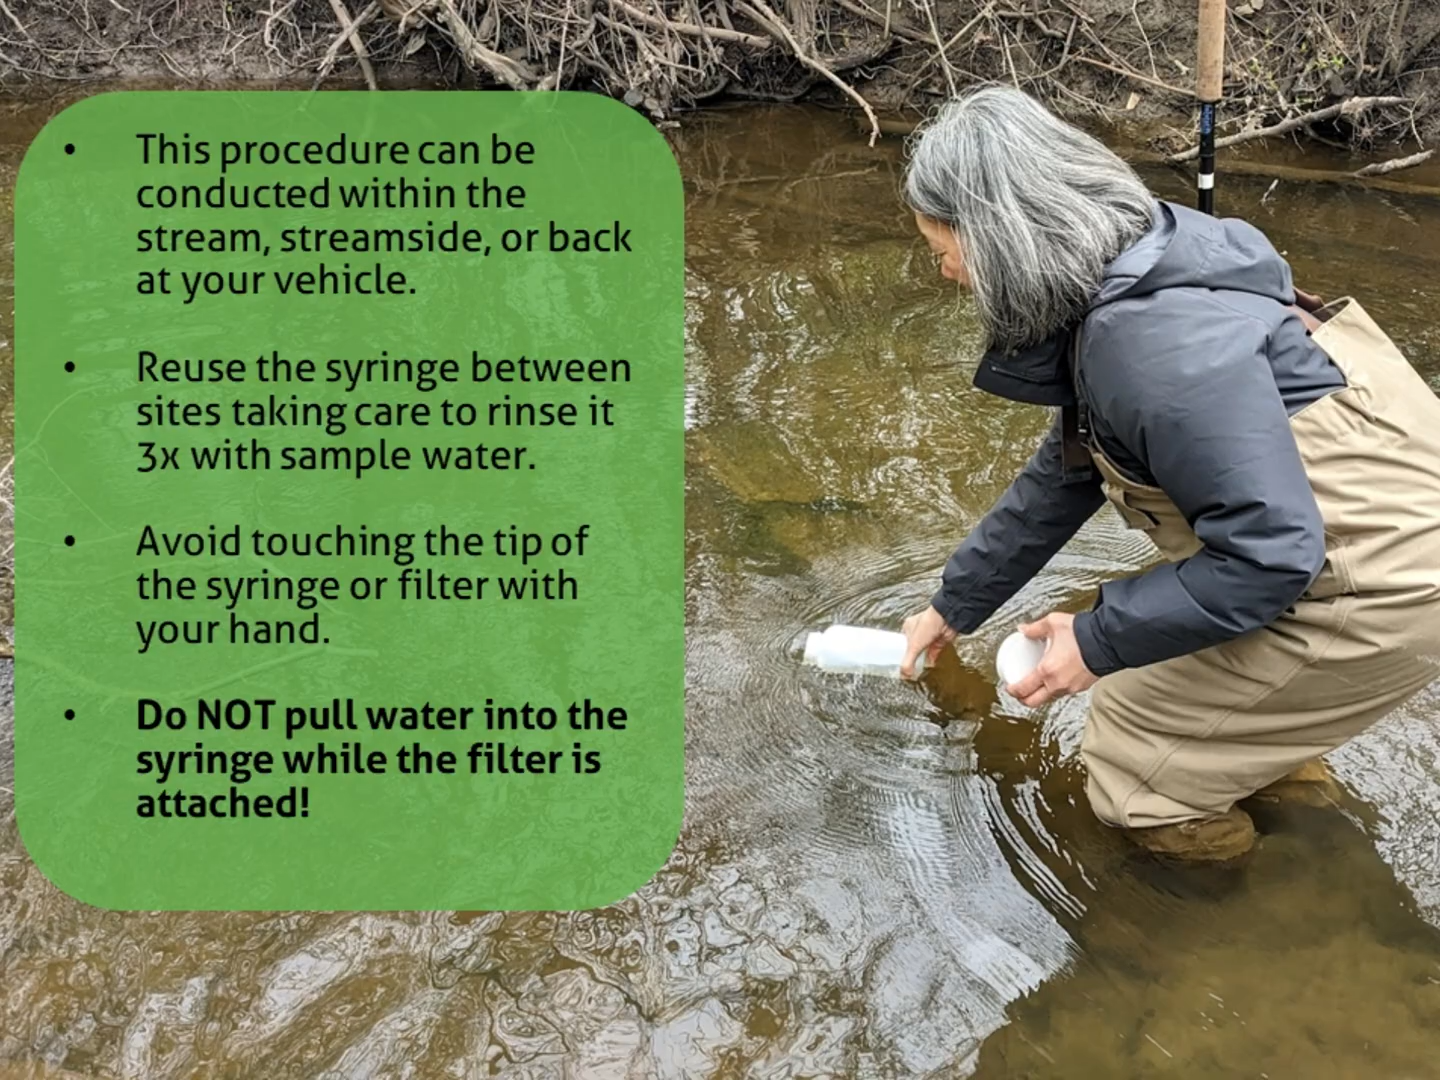 • This procedure can be
conducted within the
stream, streamside, or back
at your vehicle.
• Reuse the syringe between
sites taking care to rinse it
3x with sample water.
• Avoid touching the tip of
the syringe or filter with
your hand.
• Do NOT pull water into the
syringe while the filter is
attached!